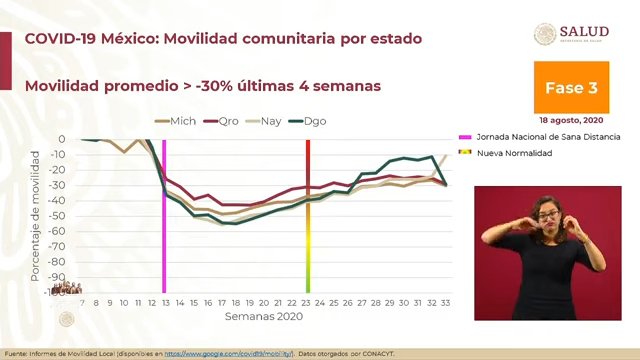 COVID-19 México: Movilidad comunitaria por estado
SALUD
SECRETARÍA DE SALUD
Movilidad promedio > -30% últimas 4 semanas
Fase 3
18 agosto, 2020
Mich Qro Nay Dgo
Jornada Nacional de Sana Distancia
Nueva Normalidad
Porcentaje de movilidad
0
-10
-20
-30
-40
-50
-60
-70
-80
-90
-100
7 8 9 10 11 12 13 14 15 16 17 18 19 20 21 22 23 24 25 26 27 28 29 30 31 32 33
Semanas 2020
Fuente: Informes de Movilidad Local (disponibles en https://www.google.com/covid19/mobility/). Datos otorgados por CONACYT.